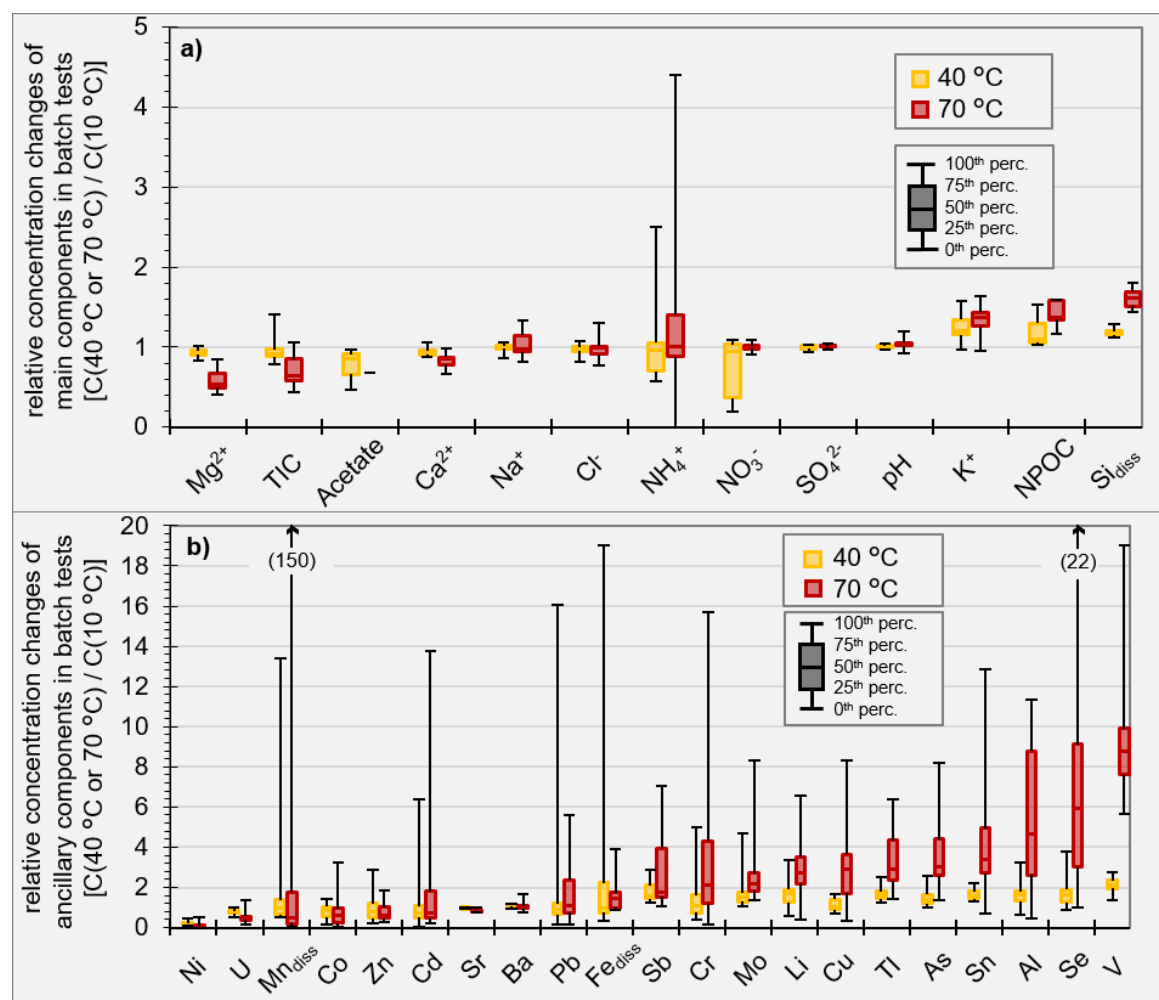 relative concentration changes of
main components in batch tests
[C(40 °C or 70 °C) / C(10 °C)]
a)
5
4
3
2
1
0
40 °C
70 °C
100th perc.
75th perc.
50th perc.
25th perc.
0th perc.
Mg2+
TIC
Acetate
Ca2+
Na+
Cl-
NH4+
NO3-
SO42-
pH
K+
NPOC
Sidiss
relative concentration changes of
ancillary components in batch tests
[C(40 °C or 70 °C) / C(10 °C)]
b)
20
18
16
14
12
10
8
6
4
2
0
(150)
(22)
40 °C
70 °C
100th perc.
75th perc.
50th perc.
25th perc.
0th perc.
Ni
U
Mndiss
Co
Zn
Cd
Sr
Ba
Pb
Fediss
Sb
Cr
Mo
Li
Cu
Tl
As
Sn
Al
Se
V